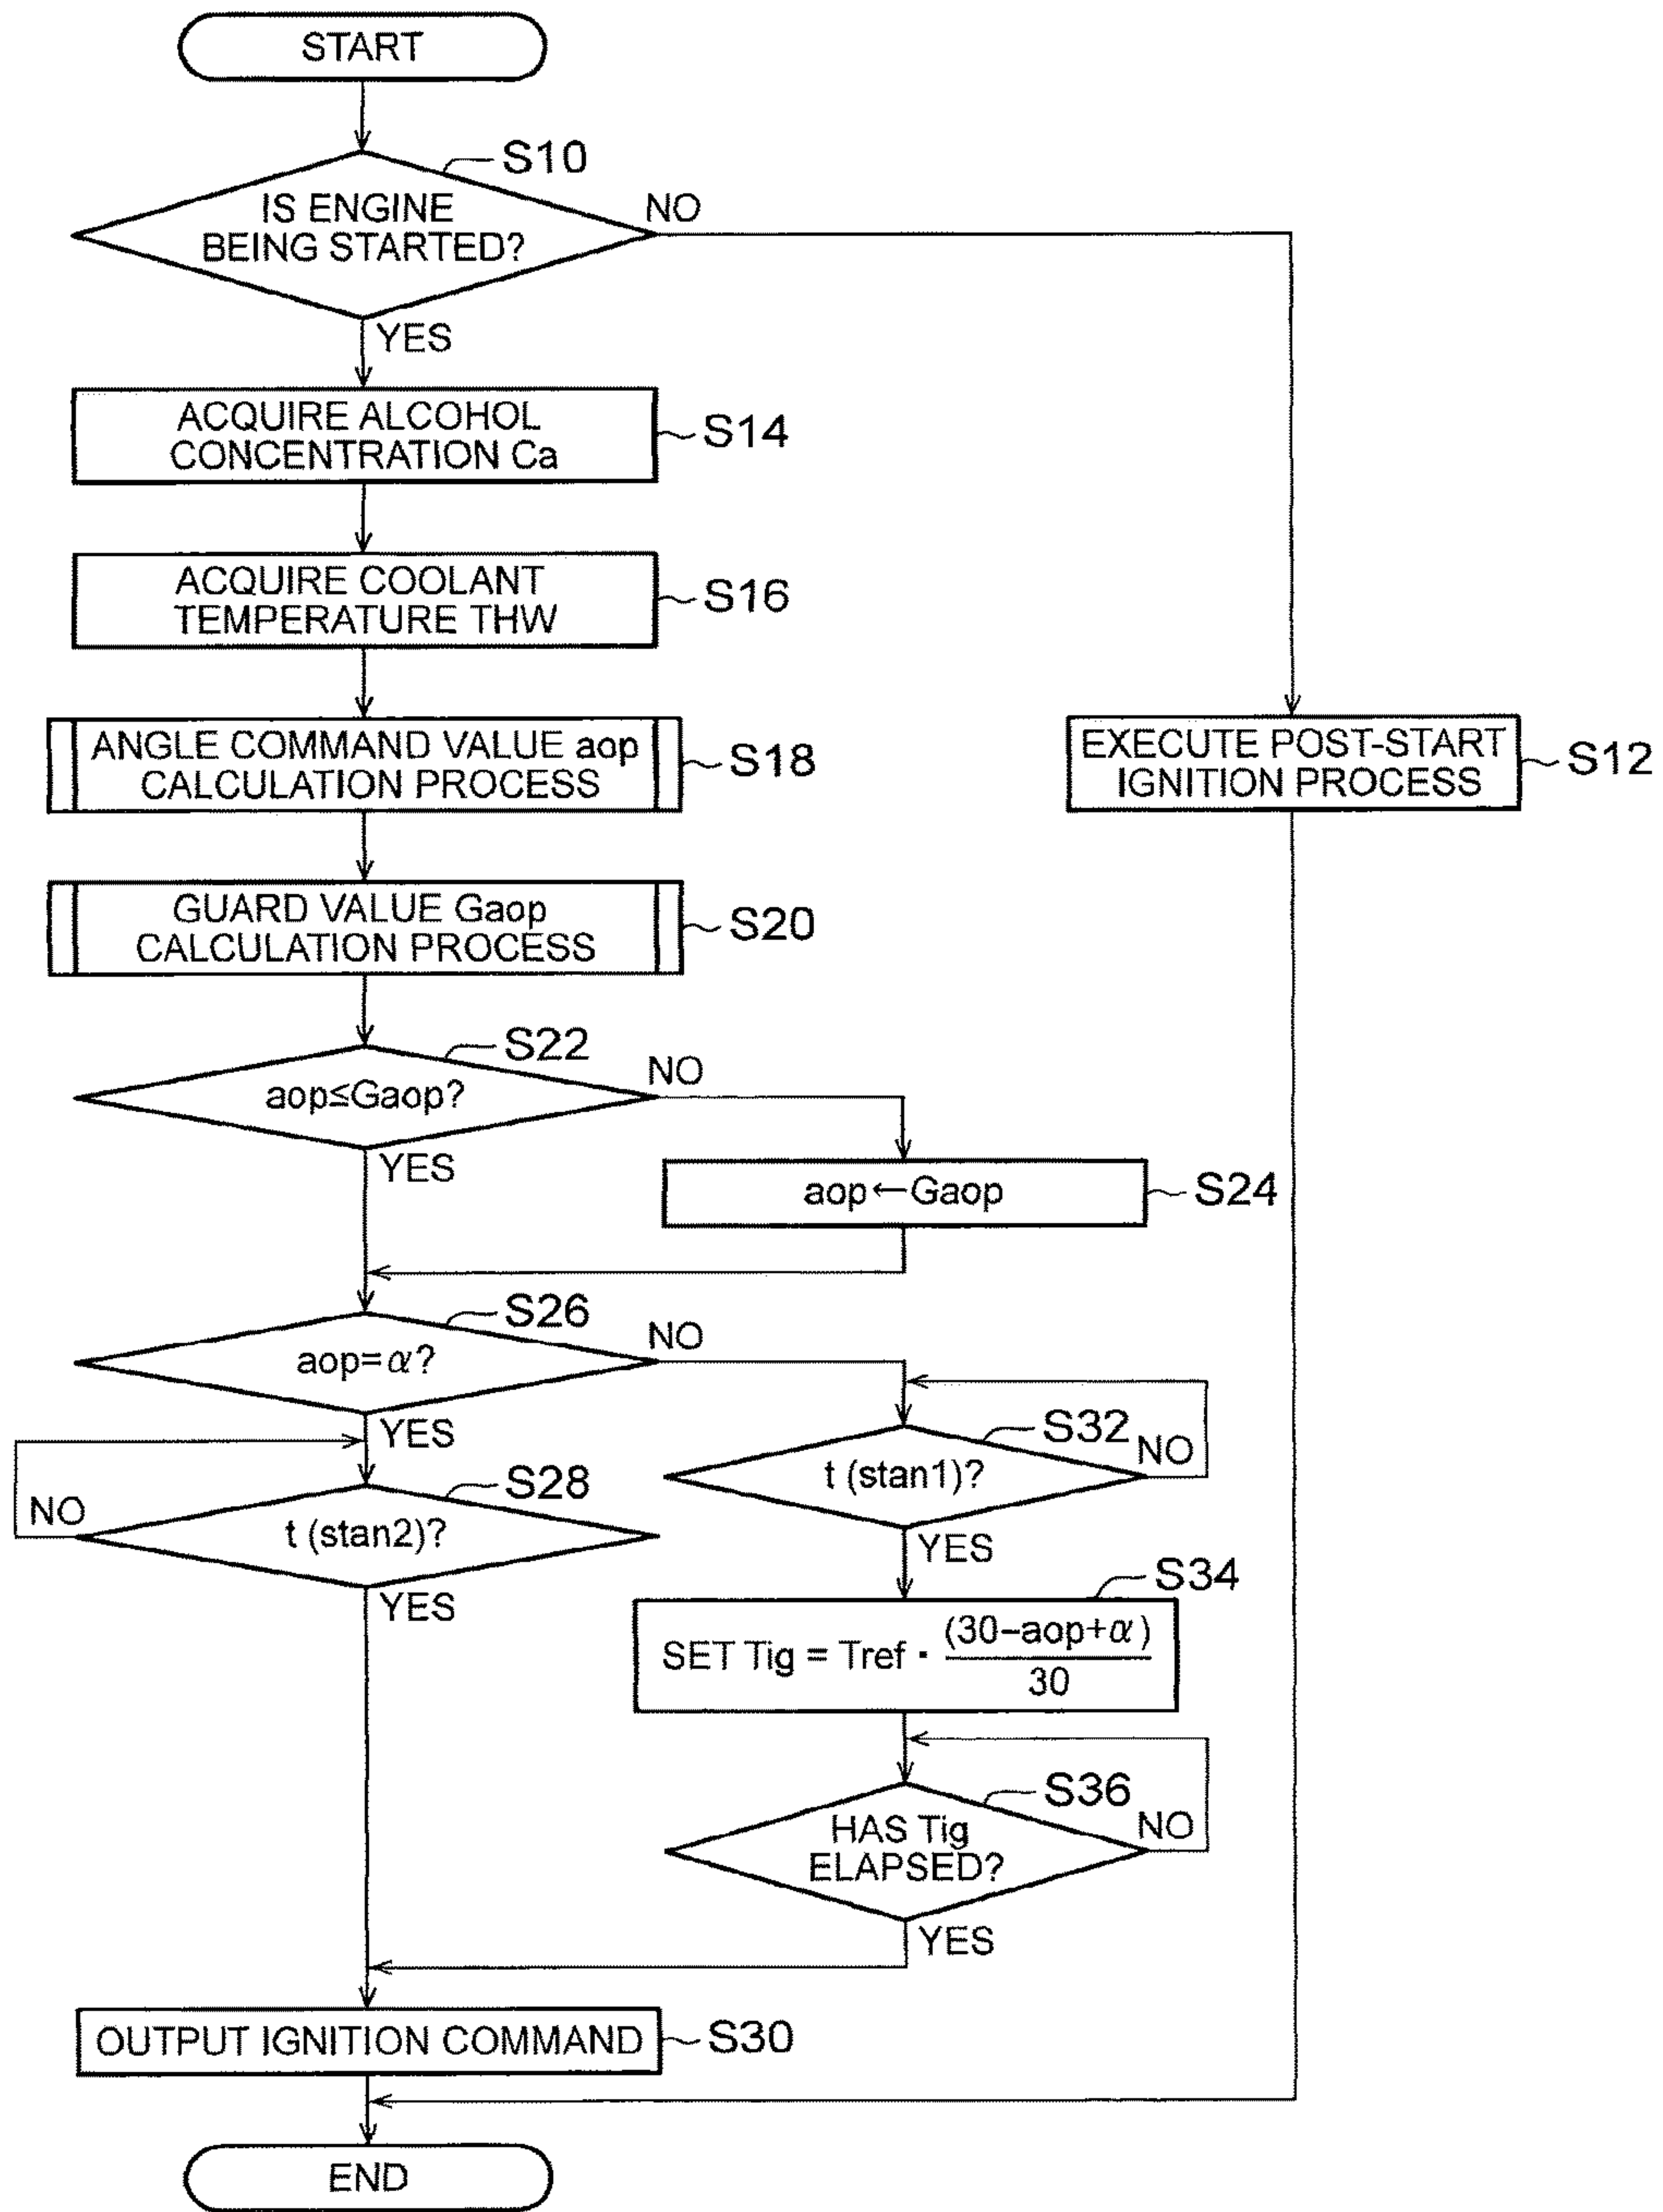 START
S10
IS ENGINE
BEING STARTED?
NO
YES
ACQUIRE ALCOHOL
CONCENTRATION Ca
S14
ACQUIRE COOLANT
TEMPERATURE THW
S16
ANGLE COMMAND VALUE aop
CALCULATION PROCESS
S18
EXECUTE POST-START
IGNITION PROCESS
S12
GUARD VALUE Gaop
CALCULATION PROCESS
S20
S22
aop≤Gaop?
NO
YES
aop←Gaop
S24
S26
aop=α?
NO
YES
S32
t (stan1)?
NO
YES
S28
t (stan2)?
NO
YES
S34
SET Tig = Tref · (30–aop+α)/30
S36
HAS Tig
ELAPSED?
NO
YES
OUTPUT IGNITION COMMAND
S30
END